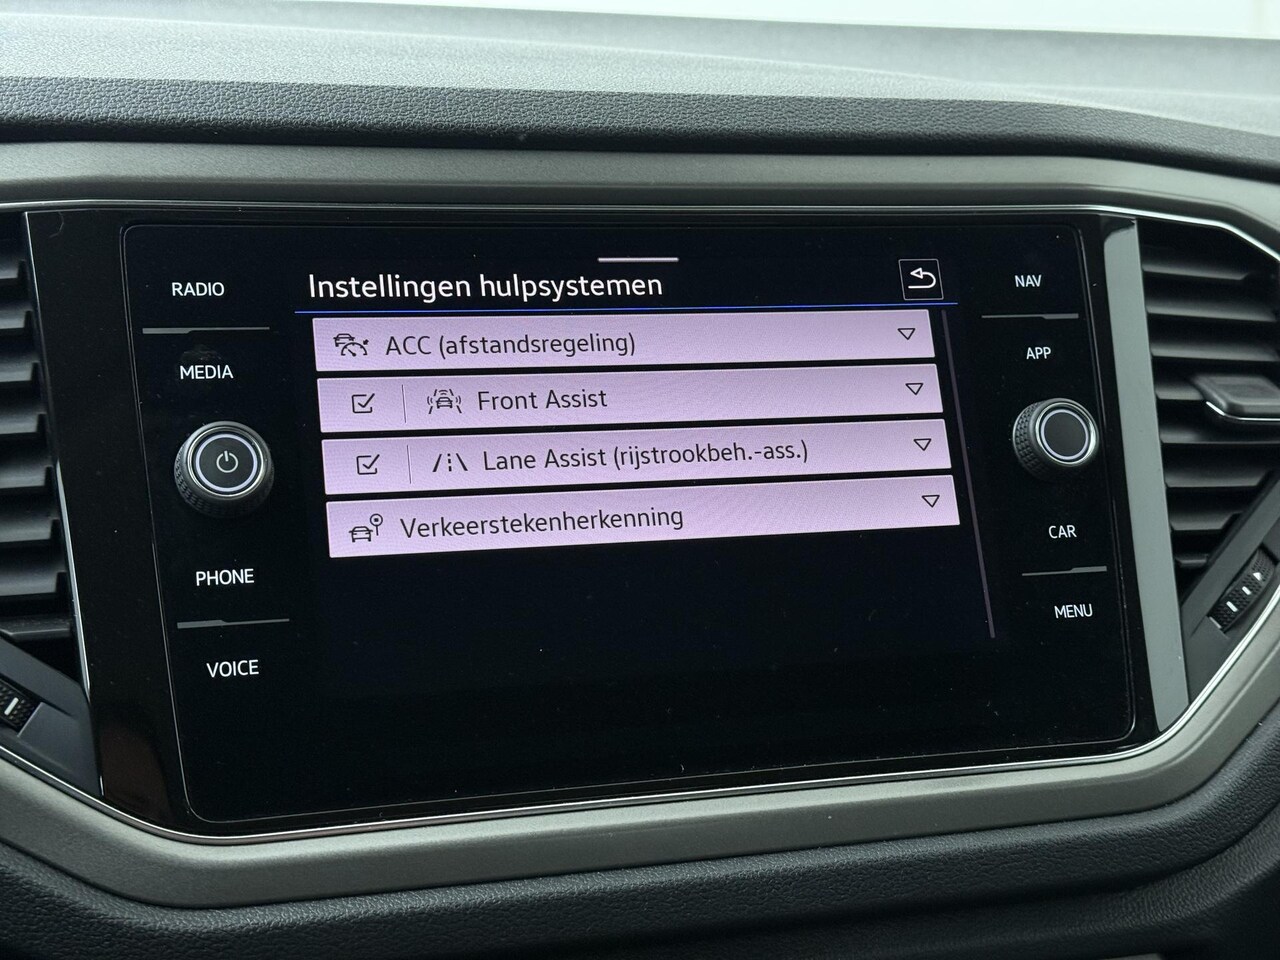 Instellingen hulpsystemen
RADIO
MEDIA
PHONE
VOICE
ACC (afstandsregeling)
Front Assist
Lane Assist (rijstrookbeh.-ass.)
Verkeerstekenherkenning
NAV
APP
CAR
MENU